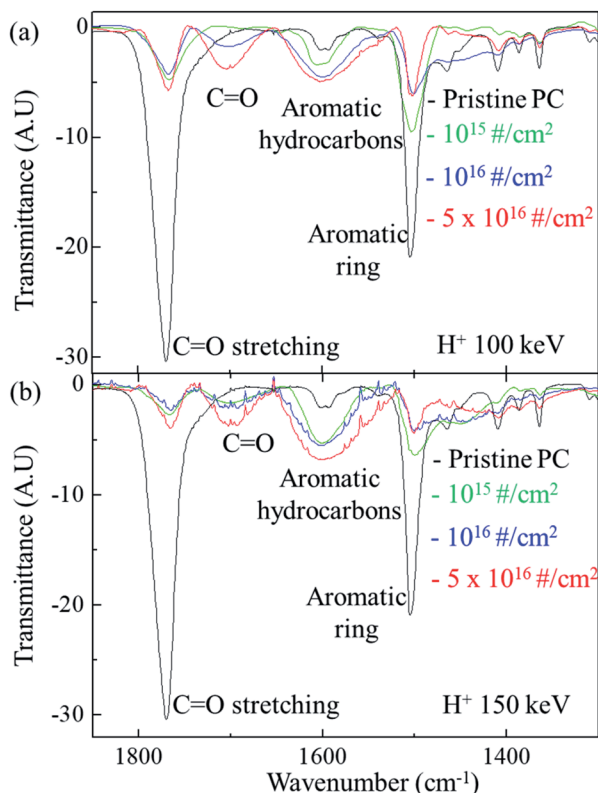 (a)
0
-10
-20
-30
Transmittance (A.U)
C=O
Aromatic
hydrocarbons
Aromatic
ring
C=O stretching
- Pristine PC
- 10¹⁵ #/cm²
- 10¹⁶ #/cm²
- 5 x 10¹⁶ #/cm²
H⁺ 100 keV
(b)
0
-10
-20
-30
Transmittance (A.U)
C=O
Aromatic
hydrocarbons
Aromatic
ring
C=O stretching
- Pristine PC
- 10¹⁵ #/cm²
- 10¹⁶ #/cm²
- 5 x 10¹⁶ #/cm²
H⁺ 150 keV
1800 1600 1400
Wavenumber (cm⁻¹)